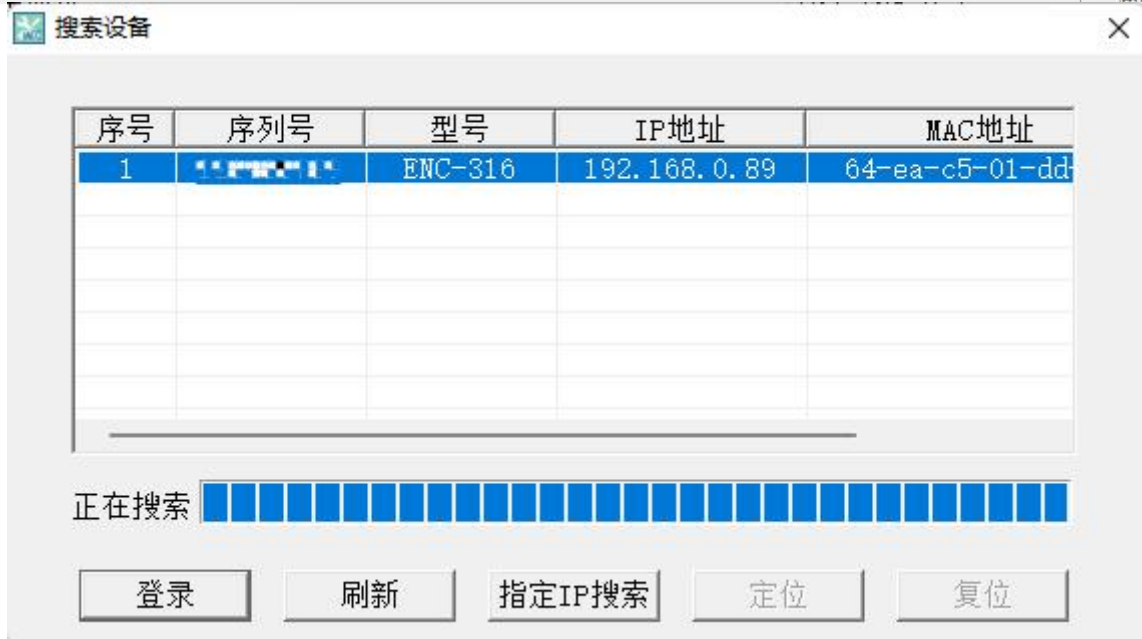 搜索设备
序号 序列号 型号 IP地址 MAC地址
1 ENC-316 192.168.0.89 64-ea-c5-01-dd-
正在搜索
登录 刷新 指定IP搜索 定位 复位